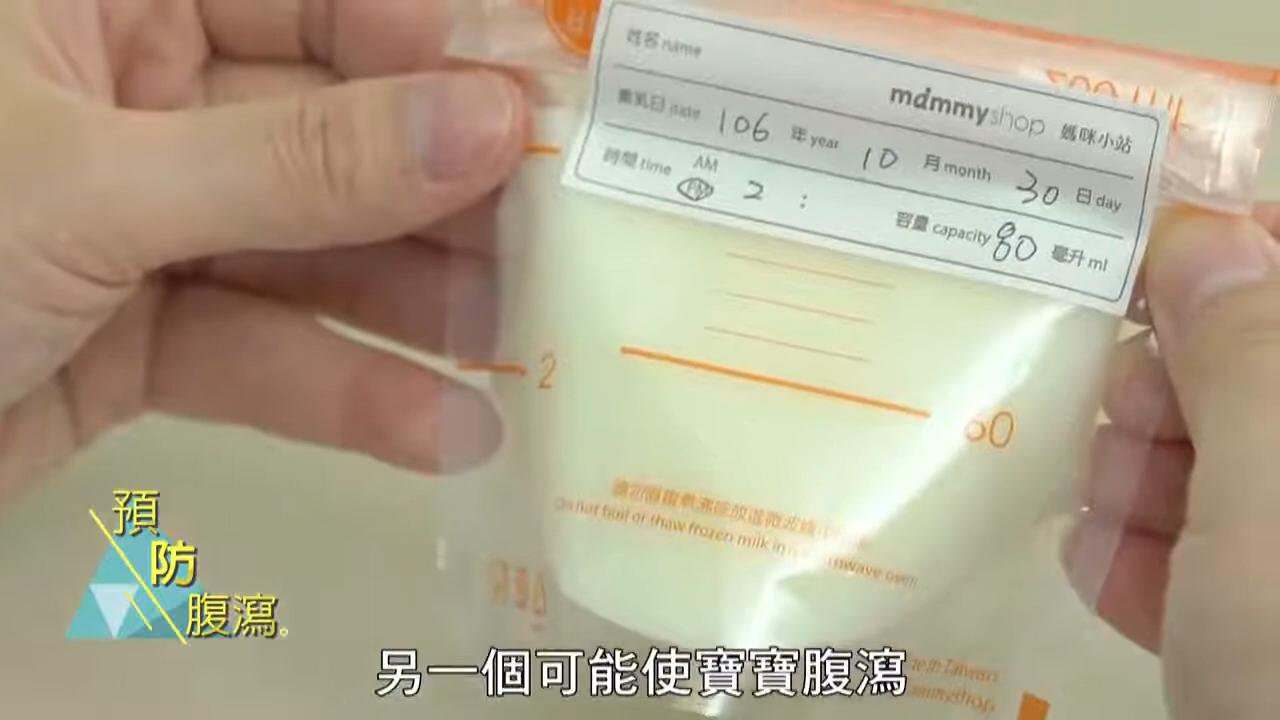 姓名 name
mammyshop 媽咪小站
集乳日 date 106 年 year 10 月 month 30 日 day
時間 time AM PM 2 :
容量 capacity 80 毫升 ml
2
60
Do not boil or thaw frozen milk in microwave oven
預
防
腹瀉。
另一個可能使寶寶腹瀉